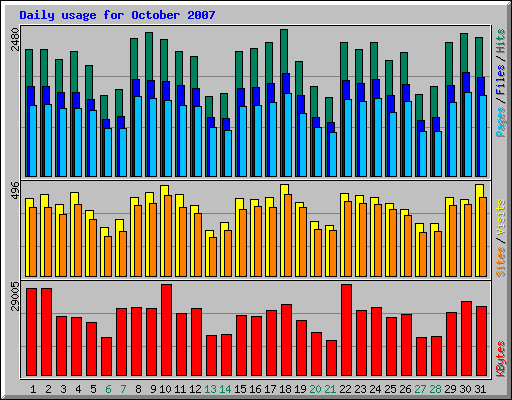 Daily usage for October 2007
2480
Pages / Files / Hits
496
Sites / Visits
29005
KBytes
1 2 3 4 5 6 7 8 9 10 11 12 13 14 15 16 17 18 19 20 21 22 23 24 25 26 27 28 29 30 31